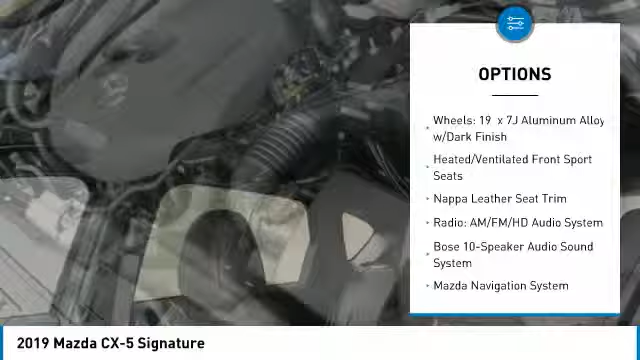 OPTIONS
Wheels: 19 x 7J Aluminum Alloy
w/Dark Finish
Heated/Ventilated Front Sport
Seats
Nappa Leather Seat Trim
Radio: AM/FM/HD Audio System
Bose 10-Speaker Audio Sound
System
Mazda Navigation System
2019 Mazda CX-5 Signature